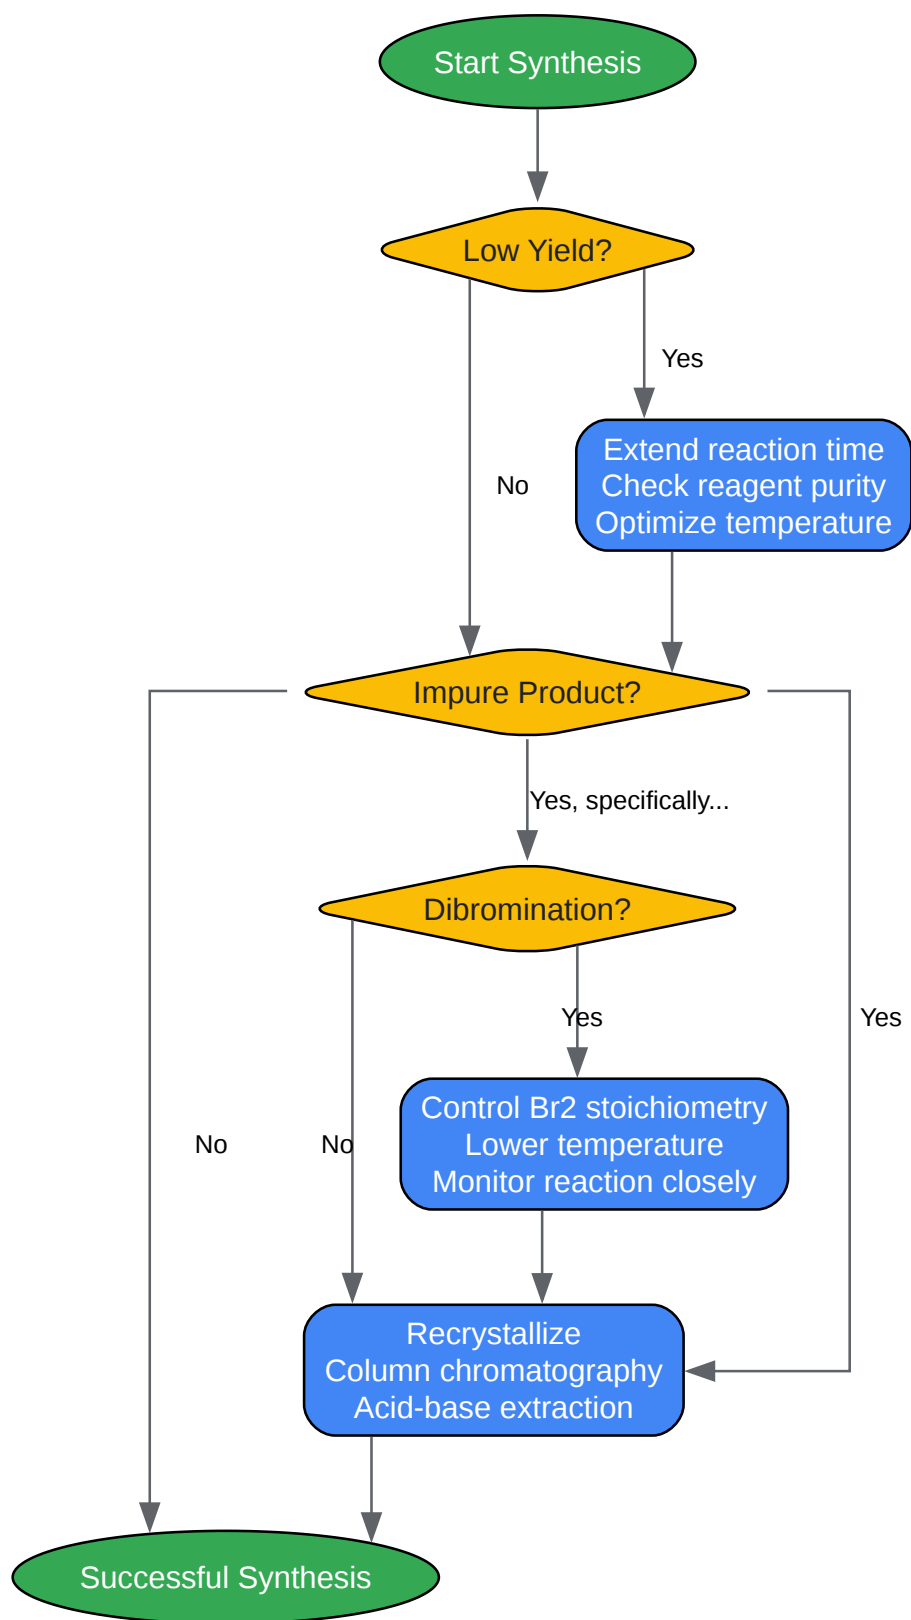 Start Synthesis
Low Yield?
Yes
No
Extend reaction time
Check reagent purity
Optimize temperature
Impure Product?
Yes, specifically...
Dibromination?
Yes
Yes
Control Br2 stoichiometry
Lower temperature
Monitor reaction closely
No
No
Recrystallize
Column chromatography
Acid-base extraction
Successful Synthesis